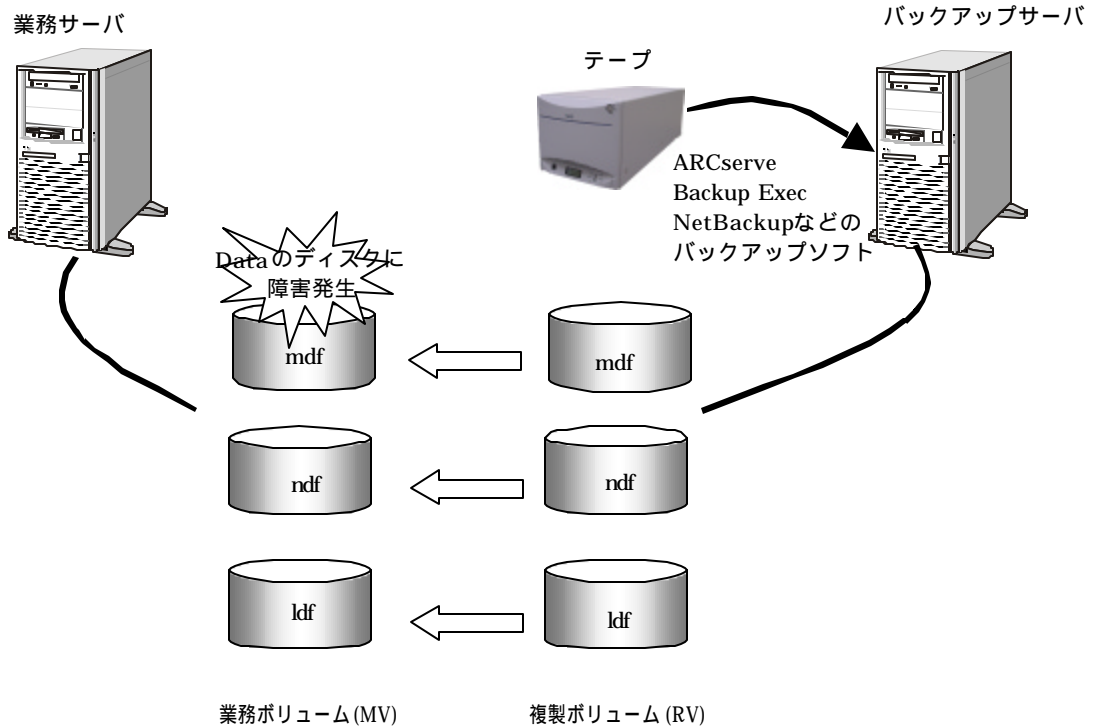 業務サーバ
バックアップサーバ
テープ
ARCserve
Backup Exec
NetBackupなどの
バックアップソフト
Dataのディスクに
障害発生
mdf
mdf
ndf
ndf
ldf
ldf
業務ボリューム(MV)
複製ボリューム(RV)